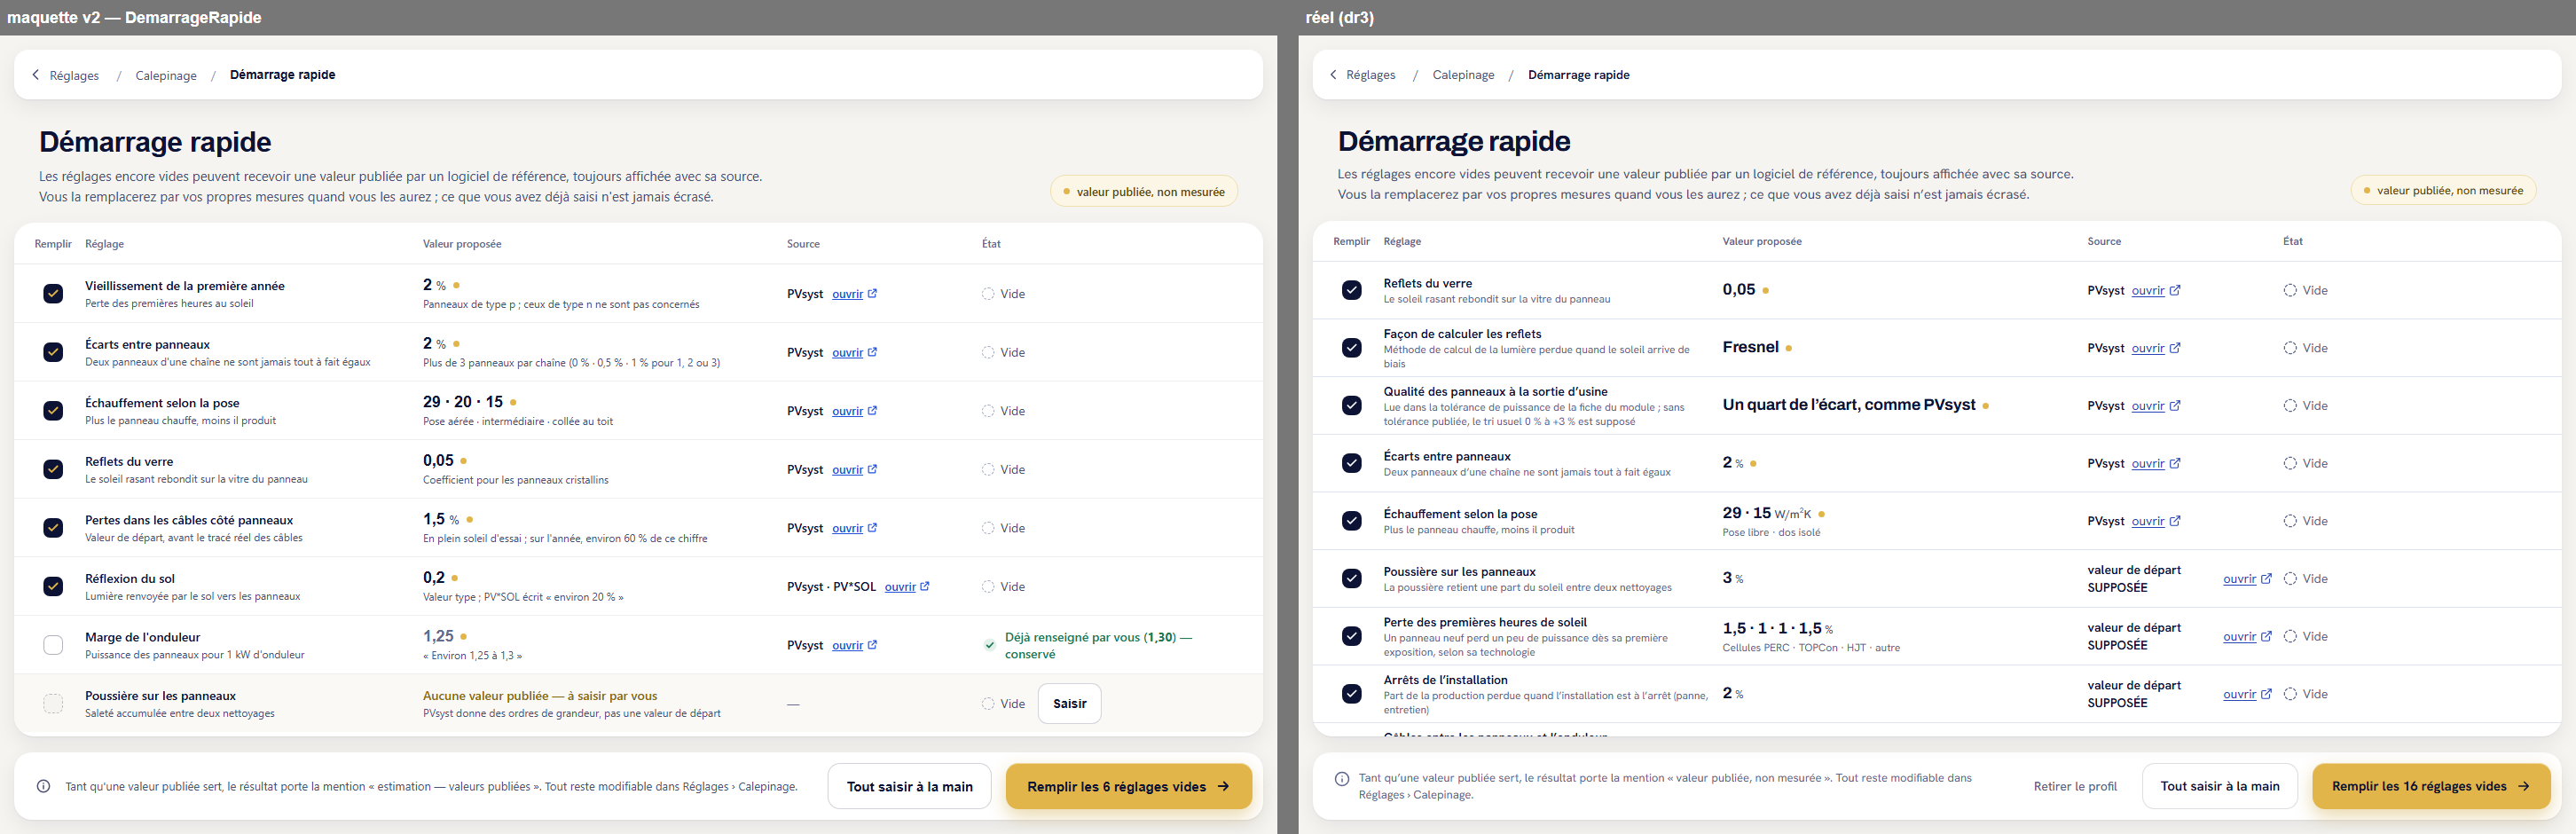 maquette v2 — DemarrageRapide
Réglages / Calepinage / Démarrage rapide
Démarrage rapide
Les réglages encore vides peuvent recevoir une valeur publiée par un logiciel de référence, toujours affichée avec sa source.
Vous la remplacerez par vos propres mesures quand vous les aurez ; ce que vous avez déjà saisi n'est jamais écrasé.
valeur publiée, non mesurée
Remplir Réglage Valeur proposée Source État
Vieillissement de la première année
Perte des premières heures au soleil
2 %
Panneaux de type p ; ceux de type n ne sont pas concernés
PVsyst ouvrir
Vide
Écarts entre panneaux
Deux panneaux d'une chaîne ne sont jamais tout à fait égaux
2 %
Plus de 3 panneaux par chaîne (0 % · 0,5 % · 1 % pour 1, 2 ou 3)
PVsyst ouvrir
Vide
Échauffement selon la pose
Plus le panneau chauffe, moins il produit
29 · 20 · 15
Pose aérée · intermédiaire · collée au toit
PVsyst ouvrir
Vide
Reflets du verre
Le soleil rasant rebondit sur la vitre du panneau
0,05
Coefficient pour les panneaux cristallins
PVsyst ouvrir
Vide
Pertes dans les câbles côté panneaux
Valeur de départ, avant le tracé réel des câbles
1,5 %
En plein soleil d'essai ; sur l'année, environ 60 % de ce chiffre
PVsyst ouvrir
Vide
Réflexion du sol
Lumière renvoyée par le sol vers les panneaux
0,2
Valeur type ; PV*SOL écrit « environ 20 % »
PVsyst · PV*SOL ouvrir
Vide
Marge de l'onduleur
Puissance des panneaux pour 1 kW d'onduleur
1,25
« Environ 1,25 à 1,3 »
PVsyst ouvrir
Déjà renseigné par vous (1,30) —
conservé
Poussière sur les panneaux
Saleté accumulée entre deux nettoyages
Aucune valeur publiée — à saisir par vous
PVsyst donne des ordres de grandeur, pas une valeur de départ
—
Vide
Saisir
Tant qu'une valeur publiée sert, le résultat porte la mention « estimation — valeurs publiées ». Tout reste modifiable dans Réglages › Calepinage.
Tout saisir à la main
Remplir les 6 réglages vides →
réel (dr3)
Réglages / Calepinage / Démarrage rapide
Démarrage rapide
Les réglages encore vides peuvent recevoir une valeur publiée par un logiciel de référence, toujours affichée avec sa source.
Vous la remplacerez par vos propres mesures quand vous les aurez ; ce que vous avez déjà saisi n’est jamais écrasé.
valeur publiée, non mesurée
Remplir Réglage Valeur proposée Source État
Reflets du verre
Le soleil rasant rebondit sur la vitre du panneau
0,05
PVsyst ouvrir
Vide
Façon de calculer les reflets
Méthode de calcul de la lumière perdue quand le soleil arrive de
biais
Fresnel
PVsyst ouvrir
Vide
Qualité des panneaux à la sortie d’usine
Lue dans la tolérance de puissance de la fiche du module ; sans
tolérance publiée, le tri usuel 0 % à +3 % est supposé
Un quart de l’écart, comme PVsyst
PVsyst ouvrir
Vide
Écarts entre panneaux
Deux panneaux d’une chaîne ne sont jamais tout à fait égaux
2 %
PVsyst ouvrir
Vide
Échauffement selon la pose
Plus le panneau chauffe, moins il produit
29 · 15 W/m²K
Pose libre · dos isolé
PVsyst ouvrir
Vide
Poussière sur les panneaux
La poussière retient une part du soleil entre deux nettoyages
3 %
valeur de départ
SUPPOSÉE
ouvrir
Vide
Perte des premières heures de soleil
Un panneau neuf perd un peu de puissance dès sa première
exposition, selon sa technologie
1,5 · 1 · 1 · 1,5 %
Cellules PERC · TOPCon · HJT · autre
valeur de départ
SUPPOSÉE
ouvrir
Vide
Arrêts de l’installation
Part de la production perdue quand l’installation est à l’arrêt (panne,
entretien)
2 %
valeur de départ
SUPPOSÉE
ouvrir
Vide
Câbles entre les panneaux et l’onduleur
Tant qu’une valeur publiée sert, le résultat porte la mention « valeur publiée, non mesurée ». Tout reste modifiable dans
Réglages › Calepinage.
Retirer le profil
Tout saisir à la main
Remplir les 16 réglages vides →